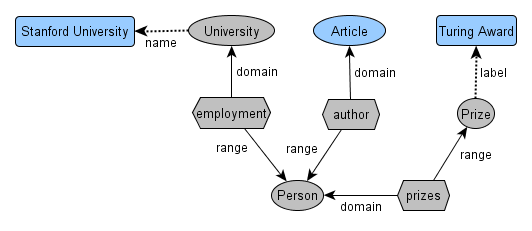 Stanford University
University
Article
Turing Award
name
domain
domain
label
employment
author
Prize
range
range
range
Person
domain
prizes